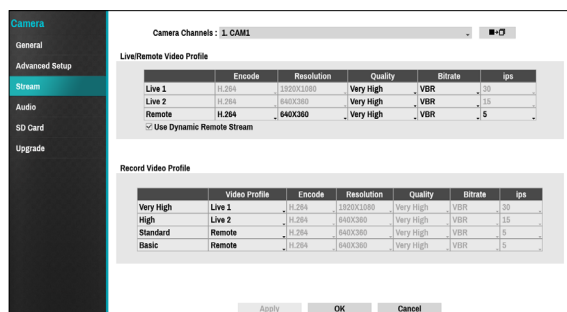 Camera
General
Advanced Setup
Stream
Audio
SD Card
Upgrade
Camera Channels : 1. CAM1
Live/Remote Video Profile
Encode Resolution Quality Bitrate ips
Live 1 H.264 1920X1080 Very High VBR 30
Live 2 H.264 640X360 Very High VBR 15
Remote H.264 640X360 Very High VBR 5
Use Dynamic Remote Stream
Record Video Profile
Video Profile Encode Resolution Quality Bitrate ips
Very High Live 1 H.264 1920X1080 Very High VBR 30
High Live 2 H.264 640X360 Very High VBR 15
Standard Remote H.264 640X360 Very High VBR 5
Basic Remote H.264 640X360 Very High VBR 5
Apply OK Cancel